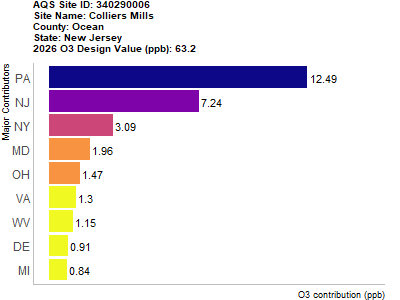 AQS Site ID: 340290006
Site Name: Colliers Mills
County: Ocean
State: New Jersey
2026 O3 Design Value (ppb): 63.2
Major Contributors
PA 12.49
NJ 7.24
NY 3.09
MD 1.96
OH 1.47
VA 1.3
WV 1.15
DE 0.91
MI 0.84
O3 contribution (ppb)